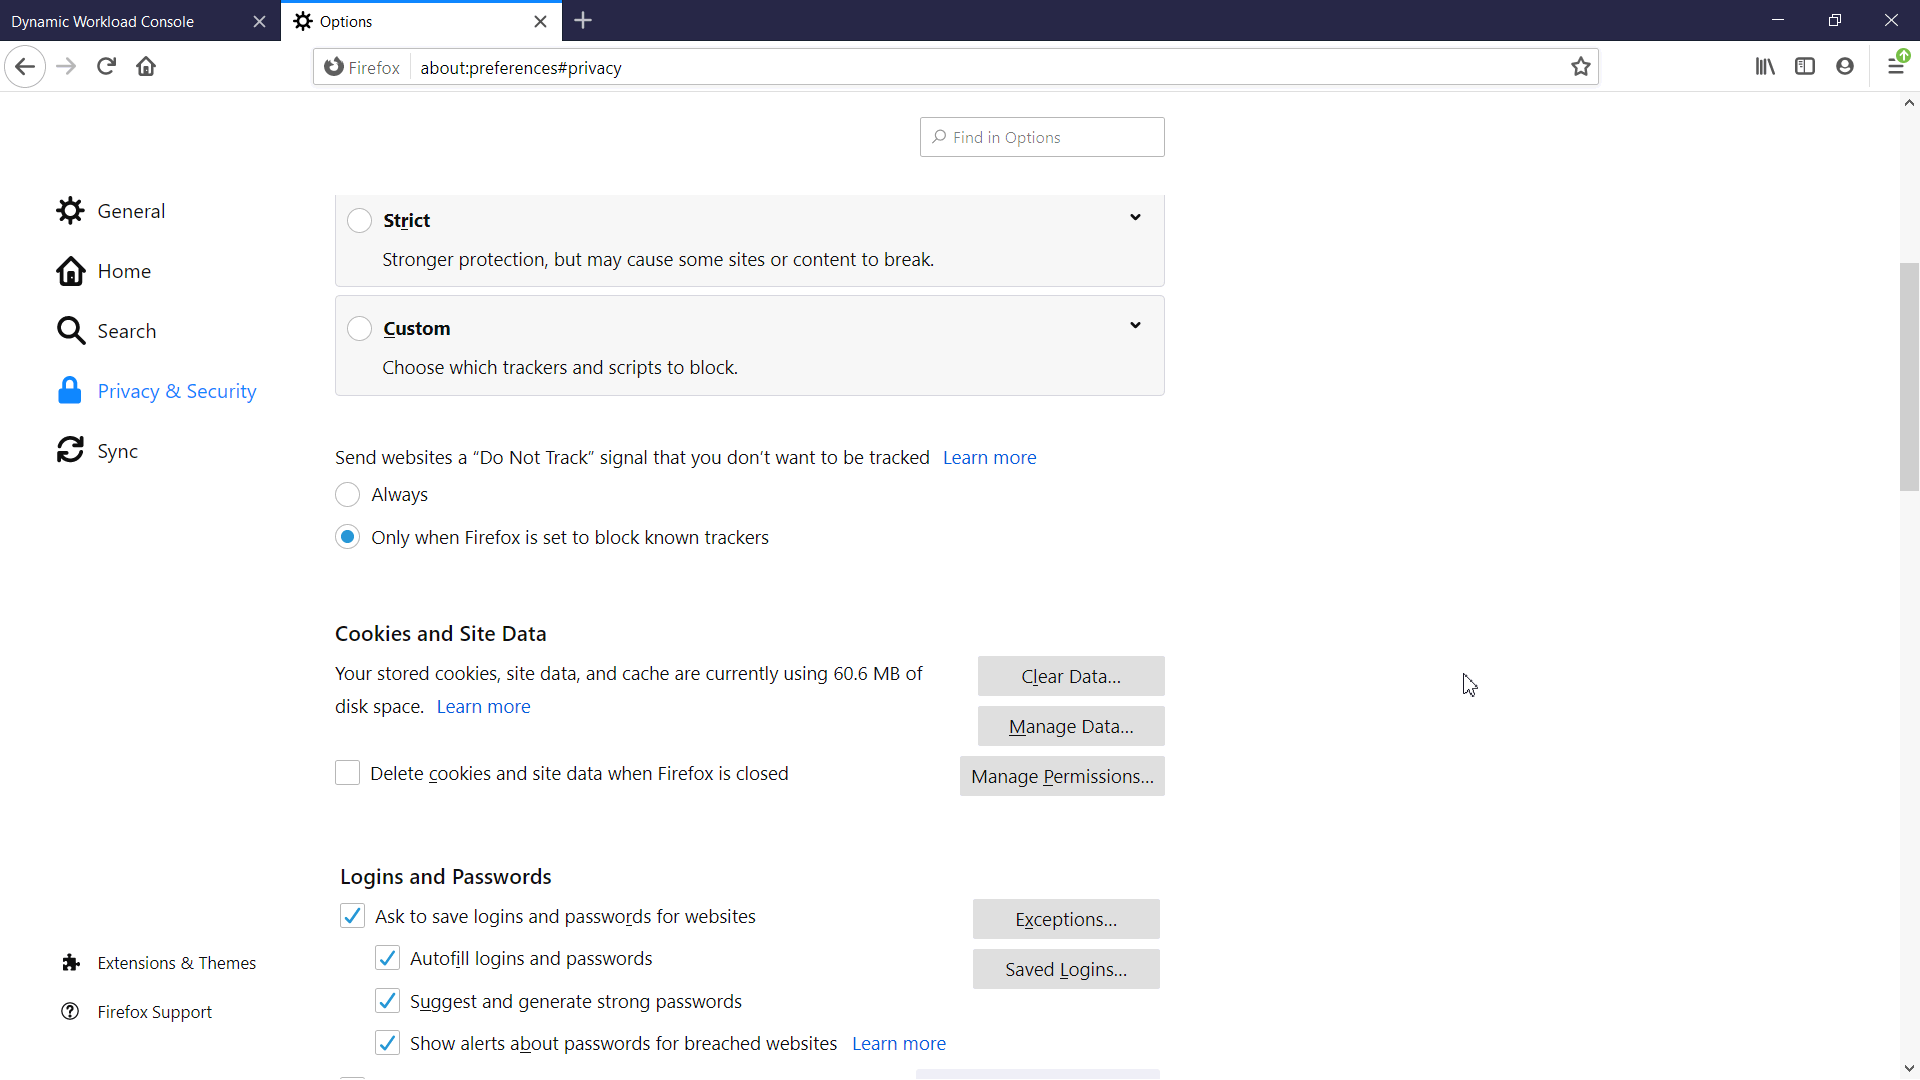 Dynamic Workload Console
Options
Firefox
about:preferences#privacy
Find in Options
General
Home
Search
Privacy & Security
Sync
Extensions & Themes
Firefox Support
Strict
Stronger protection, but may cause some sites or content to break.
Custom
Choose which trackers and scripts to block.
Send websites a “Do Not Track” signal that you don’t want to be tracked Learn more
Always
Only when Firefox is set to block known trackers
Cookies and Site Data
Your stored cookies, site data, and cache are currently using 60.6 MB of
disk space. Learn more
Clear Data...
Manage Data...
Delete cookies and site data when Firefox is closed
Manage Permissions...
Logins and Passwords
Ask to save logins and passwords for websites
Exceptions...
Autofill logins and passwords
Saved Logins...
Suggest and generate strong passwords
Show alerts about passwords for breached websites Learn more